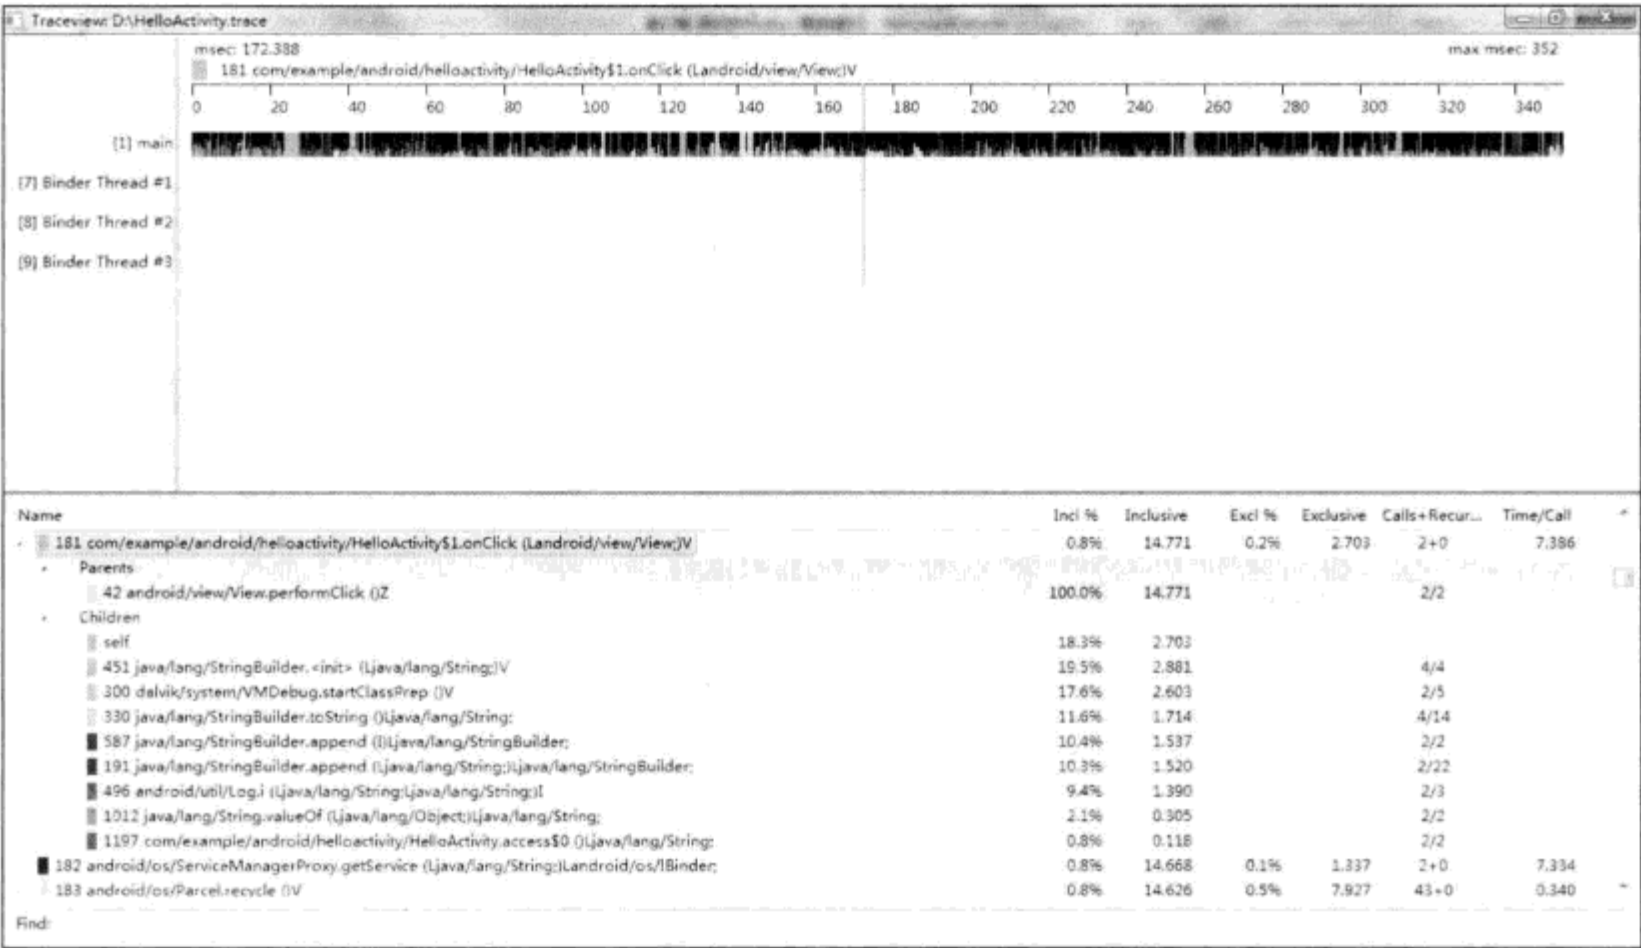 Traceview: D:\HelloActivity.trace
msec: 172.388 max msec: 352
181 com/example/android/helloactivity/HelloActivity$1.onClick (Landroid/view/View;)V
0 20 40 60 80 100 120 140 160 180 200 220 240 260 280 300 320 340
[1] main
[7] Binder Thread #1
[8] Binder Thread #2
[9] Binder Thread #3
Name Incl % Inclusive Excl % Exclusive Calls+Recur... Time/Call
181 com/example/android/helloactivity/HelloActivity$1.onClick (Landroid/view/View;)V 0.8% 14.771 0.2% 2.703 2+0 7.386
Parents
42 android/view/View.performClick ()Z 100.0% 14.771 2/2
Children
self 18.3% 2.703
451 java/lang/StringBuilder.<init> (Ljava/lang/String;)V 19.5% 2.881 4/4
300 dalvik/system/VMDebug.startClassPrep ()V 17.6% 2.603 2/5
330 java/lang/StringBuilder.toString ()Ljava/lang/String; 11.6% 1.714 4/14
587 java/lang/StringBuilder.append (I)Ljava/lang/StringBuilder; 10.4% 1.537 2/2
191 java/lang/StringBuilder.append (Ljava/lang/String;)Ljava/lang/StringBuilder; 10.3% 1.520 2/22
496 android/util/Log.i (Ljava/lang/String;Ljava/lang/String;)I 9.4% 1.390 2/3
1012 java/lang/String.valueOf (Ljava/lang/Object;)Ljava/lang/String; 2.1% 0.305 2/2
1197 com/example/android/helloactivity/HelloActivity.access$0 ()Ljava/lang/String; 0.8% 0.118 2/2
182 android/os/ServiceManagerProxy.getService (Ljava/lang/String;)Landroid/os/IBinder; 0.8% 14.668 0.1% 1.337 2+0 7.334
183 android/os/Parcel.recycle ()V 0.8% 14.626 0.5% 7.927 43+0 0.340
Find: